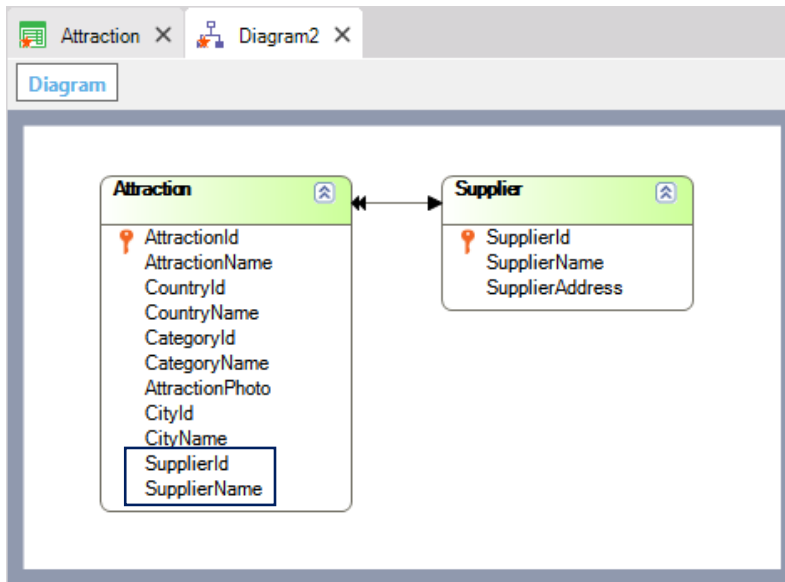 Attraction Diagram2
Diagram
Attraction
AttractionId
AttractionName
CountryId
CountryName
CategoryId
CategoryName
AttractionPhoto
CityId
CityName
SupplierId
SupplierName
Supplier
SupplierId
SupplierName
SupplierAddress